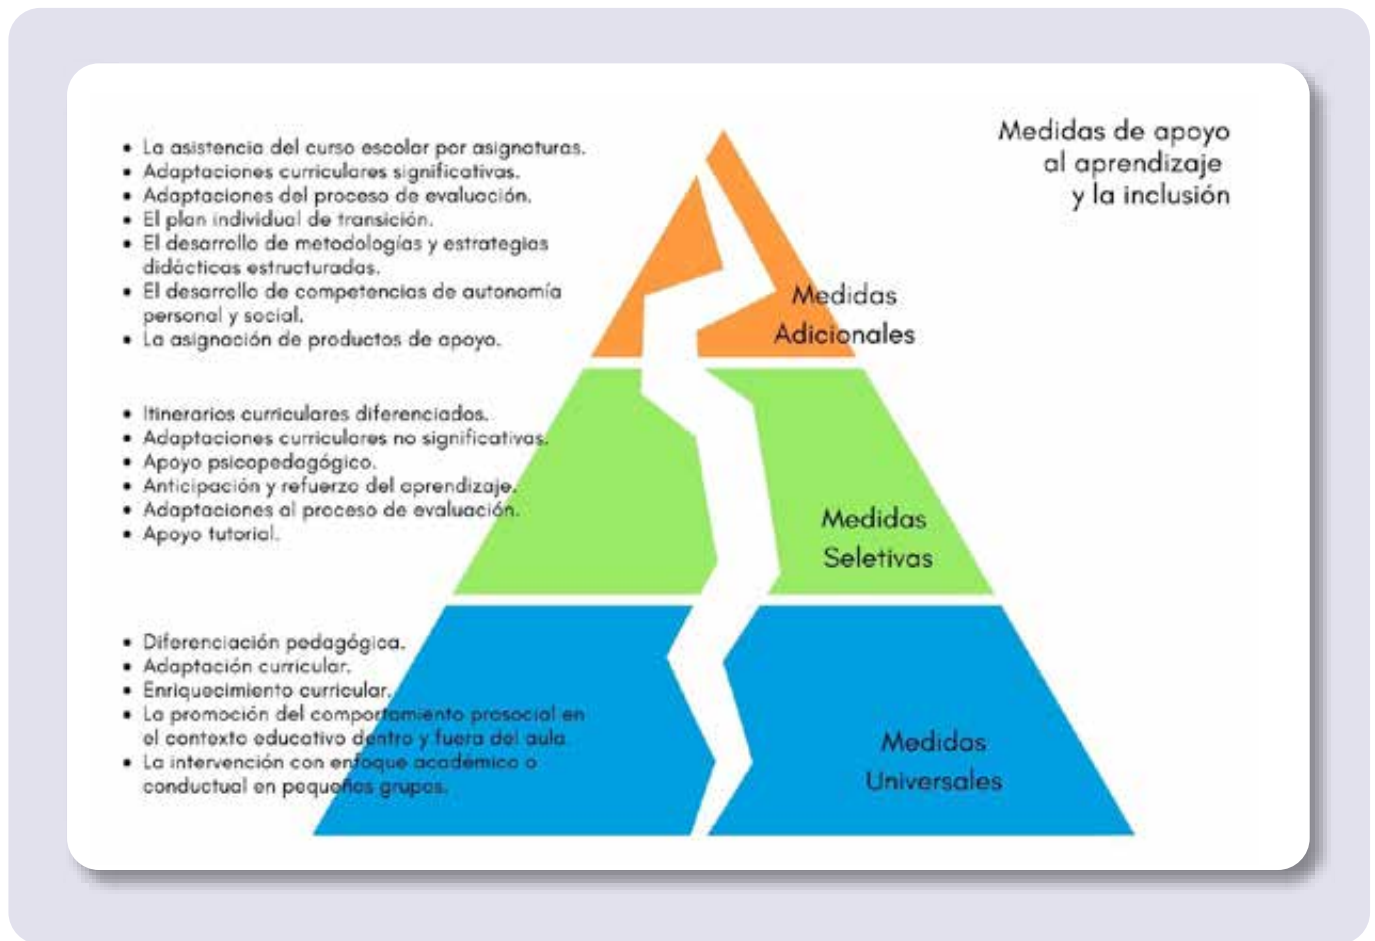 Medidas de apoyo
al aprendizaje
y la inclusión
• La asistencia del curso escolar por asignaturas.
• Adaptaciones curriculares significativas.
• Adaptaciones del proceso de evaluación.
• El plan individual de transición.
• El desarrollo de metodologías y estrategias
didácticas estructuradas.
• El desarrollo de competencias de autonomía
personal y social.
• La asignación de productos de apoyo.
Medidas
Adicionales
• Itinerarios curriculares diferenciados.
• Adaptaciones curriculares no significativas.
• Apoyo psicopedagógico.
• Anticipación y refuerzo del aprendizaje.
• Adaptaciones al proceso de evaluación.
• Apoyo tutorial.
Medidas
Seletivas
• Diferenciación pedagógica.
• Adaptación curricular.
• Enriquecimiento curricular.
• La promoción del comportamiento prosocial en
el contexto educativo dentro y fuera del aula.
• La intervención con enfoque académico o
conductual en pequeños grupos.
Medidas
Universales